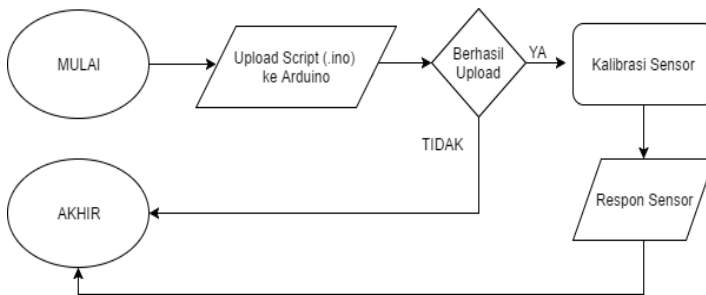 MULAI
Upload Script (.ino)
ke Arduino
Berhasil
Upload
YA
Kalibrasi Sensor
TIDAK
Respon Sensor
AKHIR